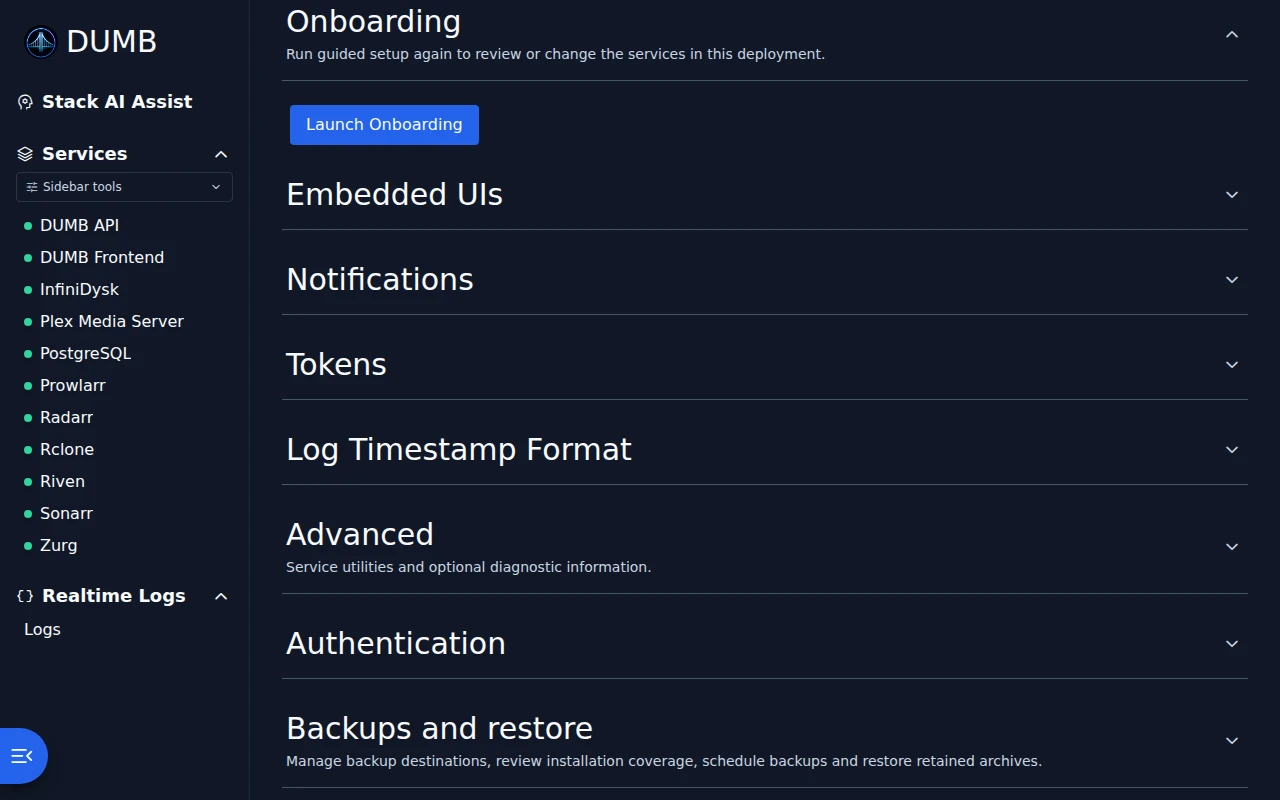 DUMB
Stack AI Assist
Services
Sidebar tools
DUMB API
DUMB Frontend
InfiniDysk
Plex Media Server
PostgreSQL
Prowlarr
Radarr
Rclone
Riven
Sonarr
Zurg
Realtime Logs
Logs
Onboarding
Run guided setup again to review or change the services in this deployment.
Launch Onboarding
Embedded UIs
Notifications
Tokens
Log Timestamp Format
Advanced
Service utilities and optional diagnostic information.
Authentication
Backups and restore
Manage backup destinations, review installation coverage, schedule backups and restore retained archives.